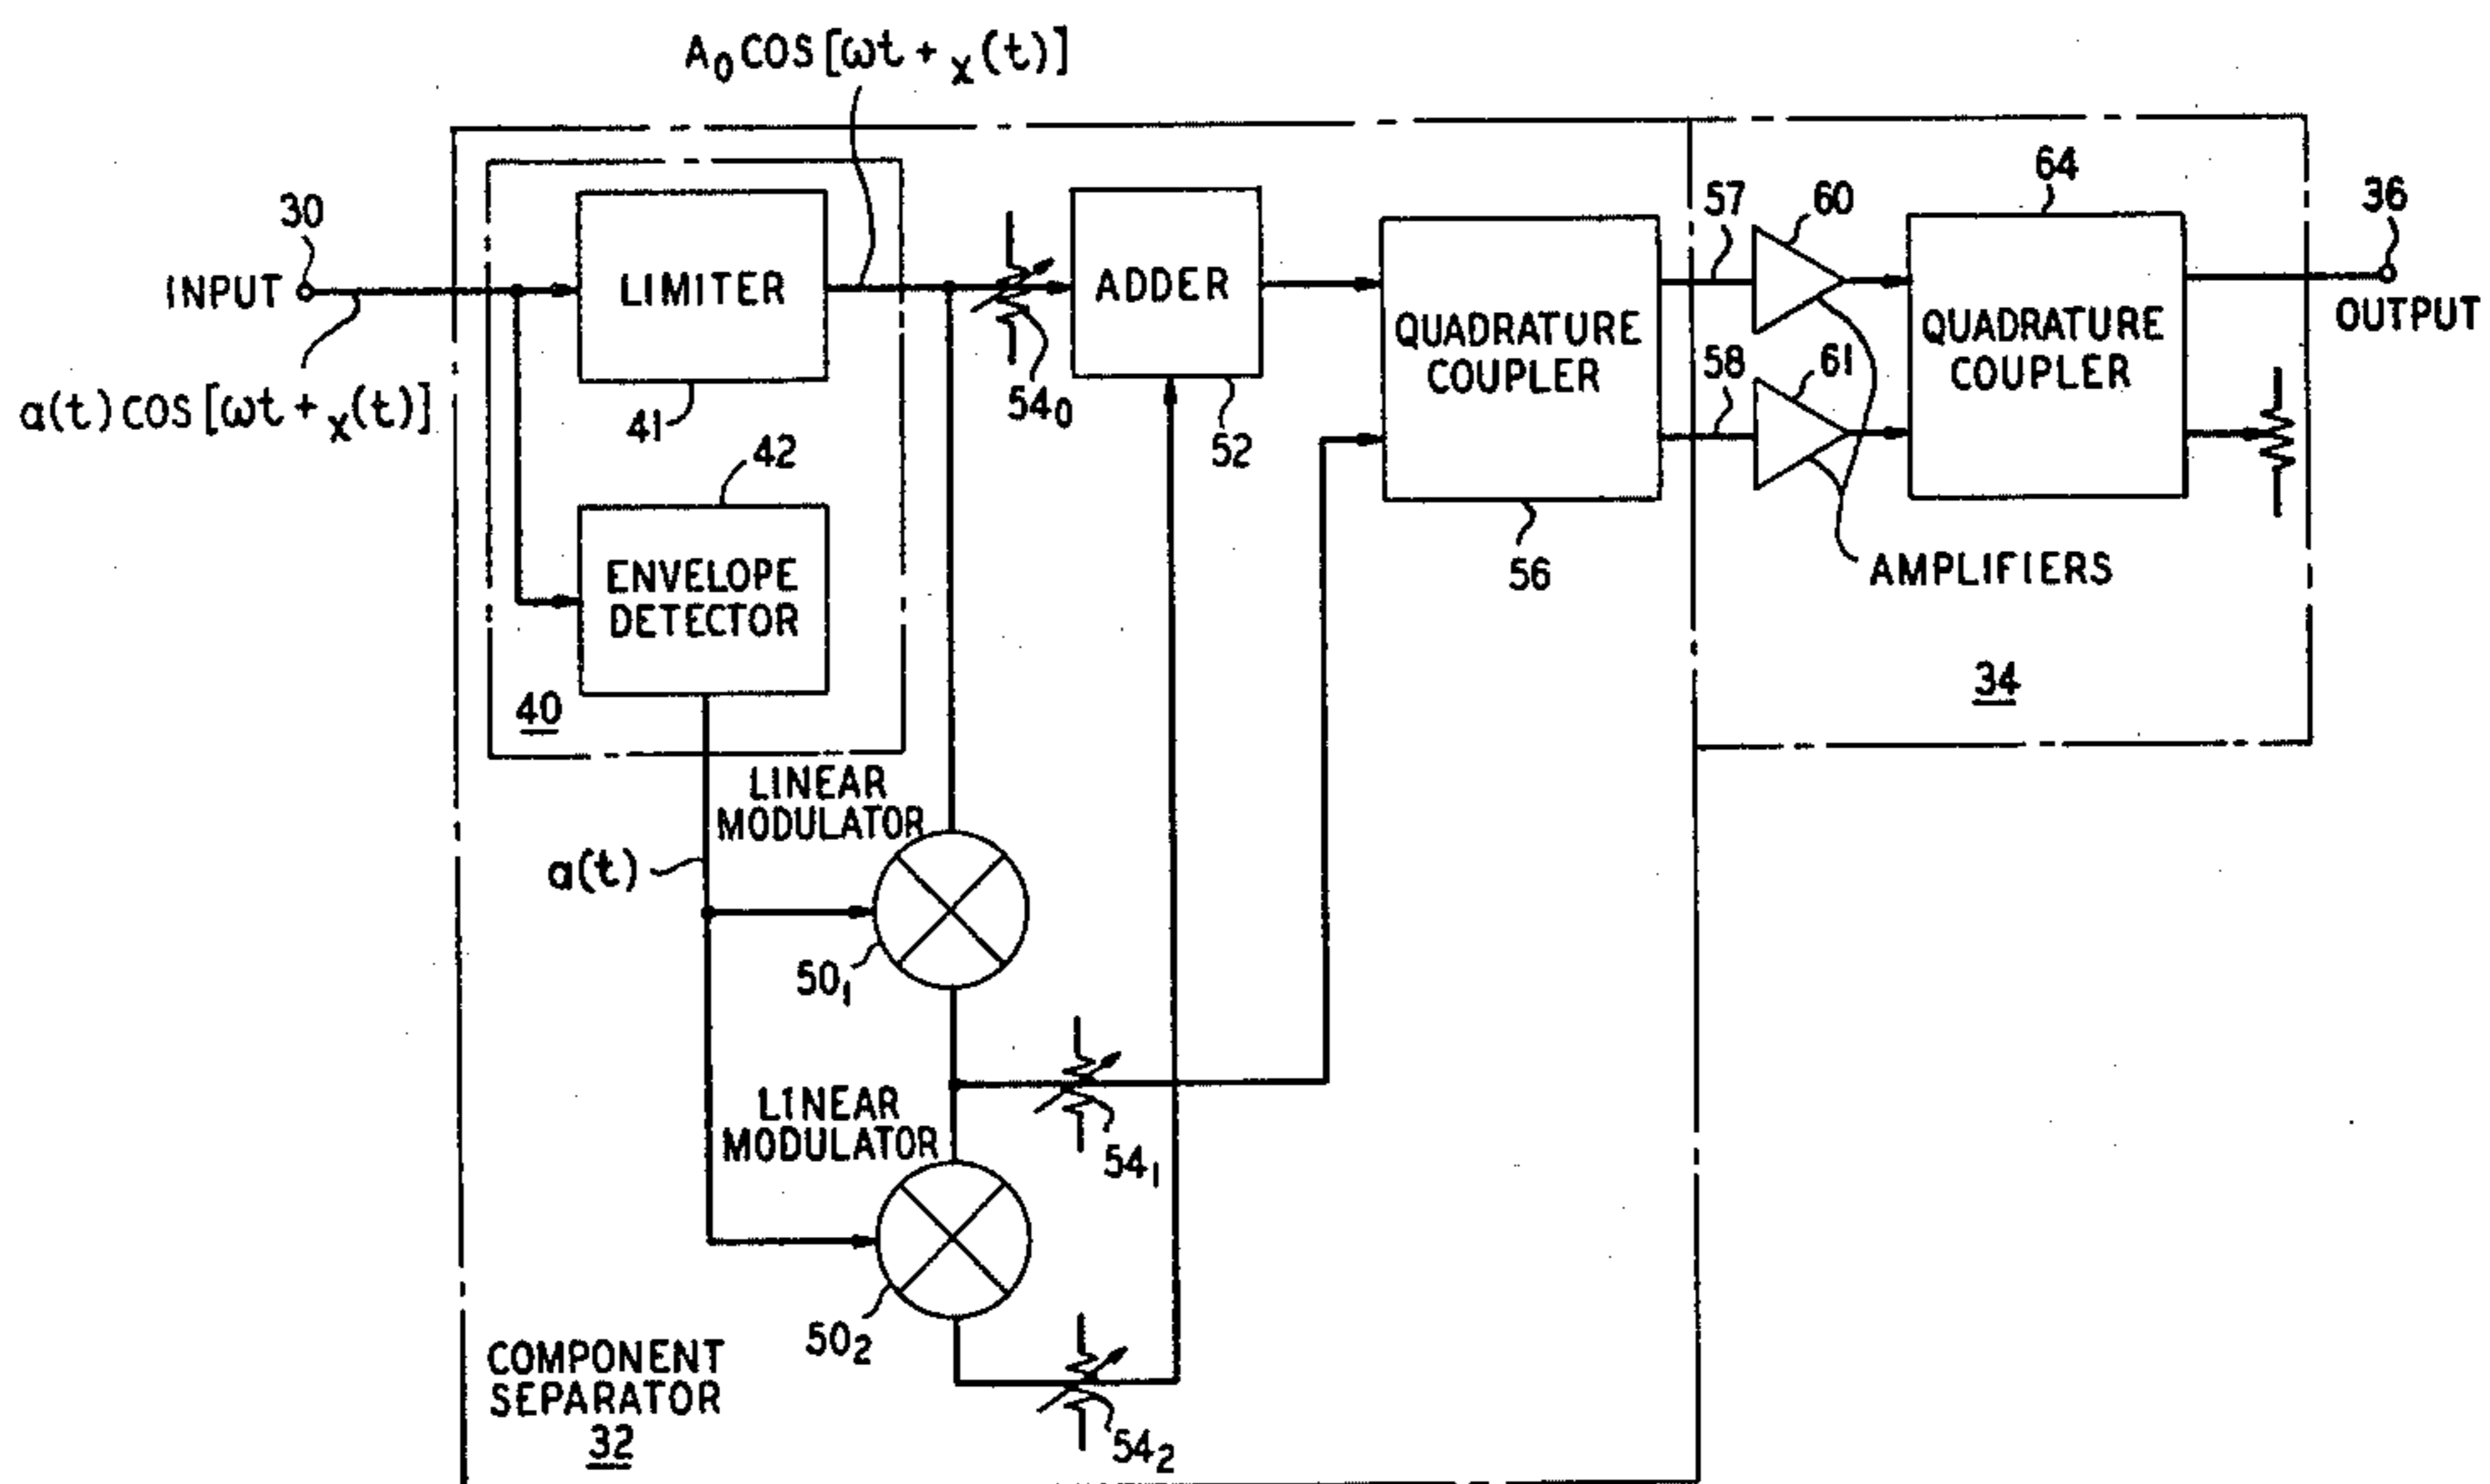 A₀ COS [ωt + x(t)]
30
INPUT
a(t) COS [ωt + x(t)]
LIMITER
41
42
ENVELOPE
DETECTOR
40
54₀
ADDER
52
QUADRATURE
COUPLER
56
57
58
60
61
AMPLIFIERS
64
QUADRATURE
COUPLER
36
OUTPUT
34
LINEAR
MODULATOR
a(t)
50₁
54₁
LINEAR
MODULATOR
50₂
54₂
COMPONENT
SEPARATOR
32